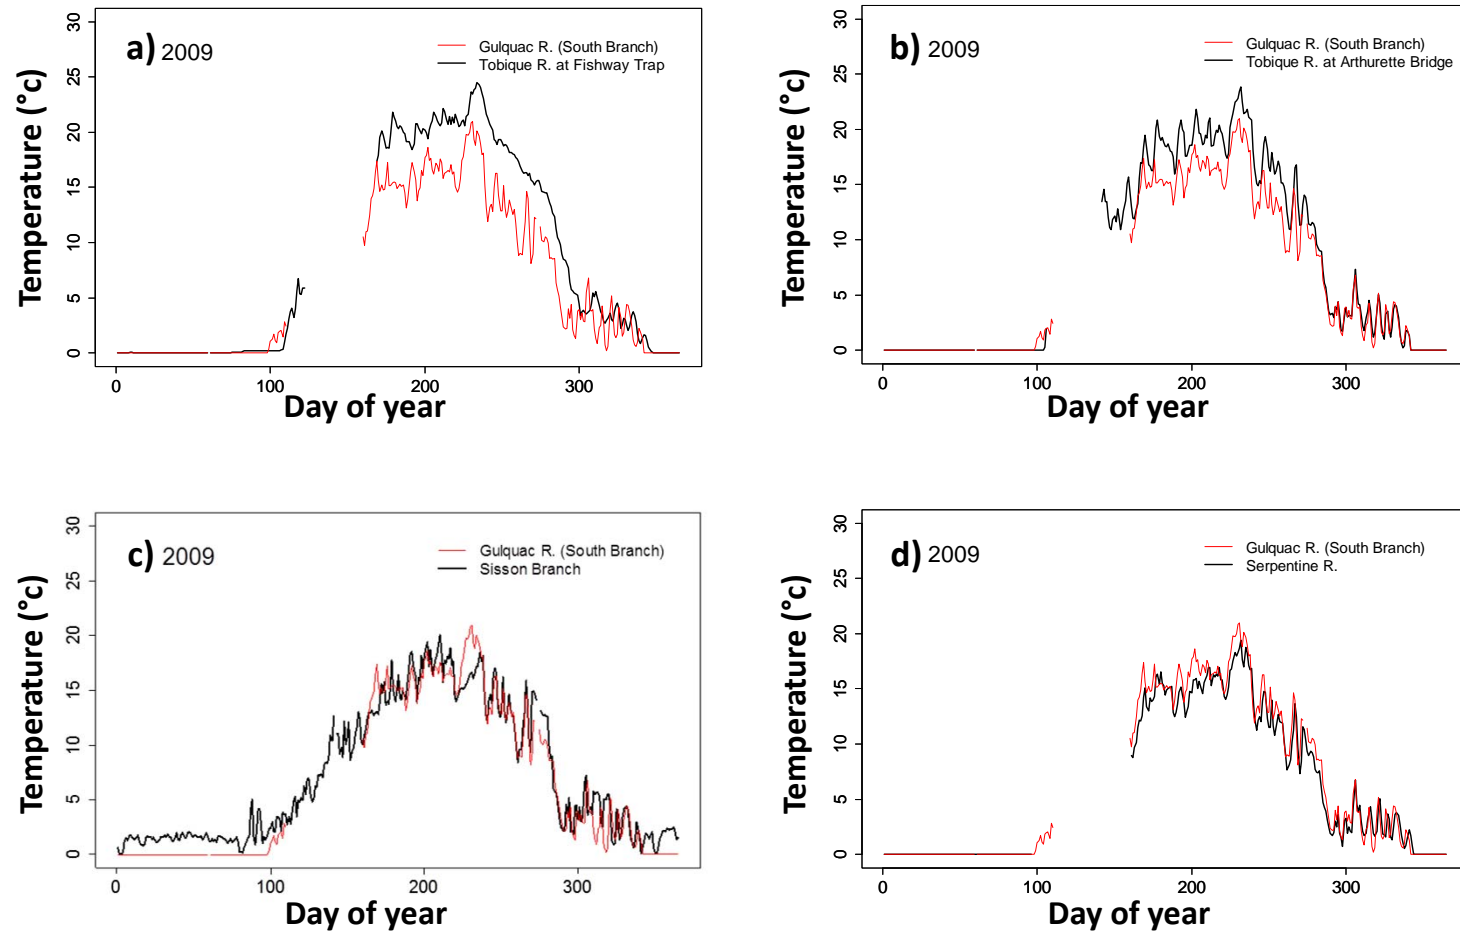 a) 2009
Gulquac R. (South Branch)
Tobique R. at Fishway Trap
Temperature (°c)
30
25
20
15
10
5
0
0 100 200 300
Day of year
b) 2009
Gulquac R. (South Branch)
Tobique R. at Arthurette Bridge
Temperature (°c)
30
25
20
15
10
5
0
0 100 200 300
Day of year
c) 2009
Gulquac R. (South Branch)
Sisson Branch
Temperature (°c)
30
25
20
15
10
5
0
0 100 200 300
Day of year
d) 2009
Gulquac R. (South Branch)
Serpentine R.
Temperature (°c)
30
25
20
15
10
5
0
0 100 200 300
Day of year